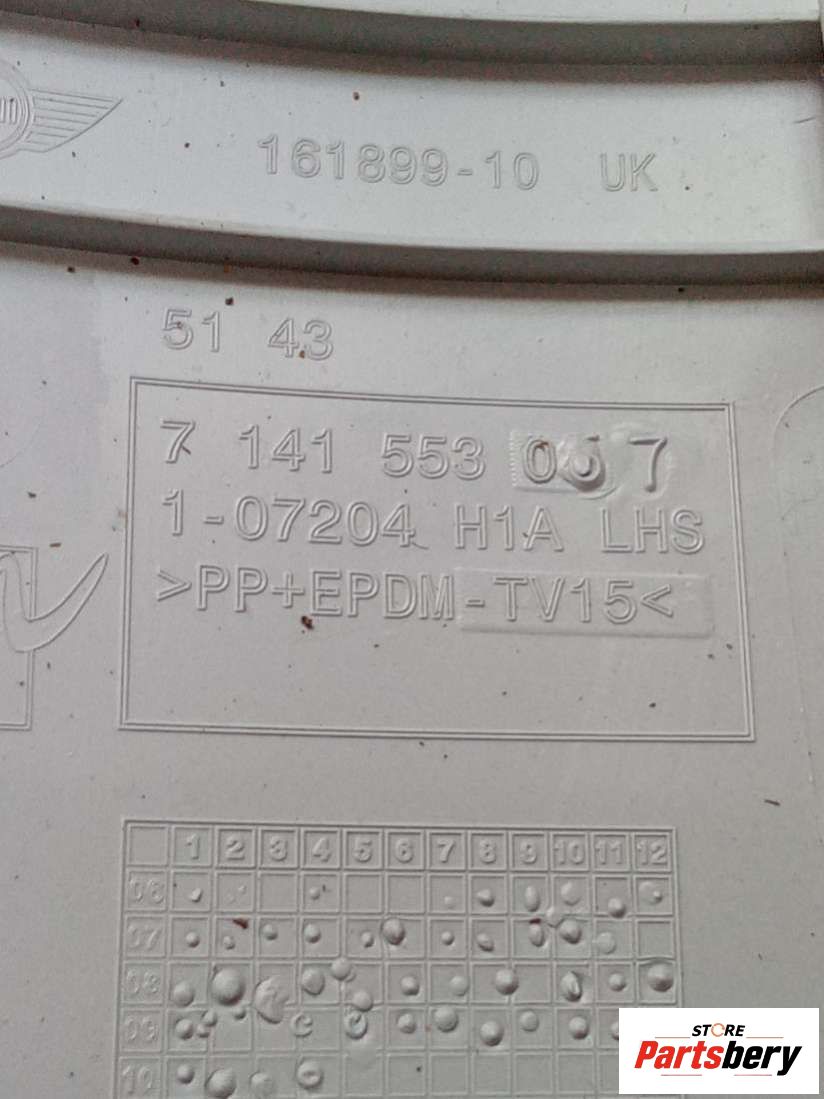 161899-10 UK
51 43
7 141 553 7
1-07204 H1A LHS
>PP+EPDM-TV15<
1 2 3 4 5 6 7 8 9 10 11 12
06
07
08
09
10
STORE
Partsbery